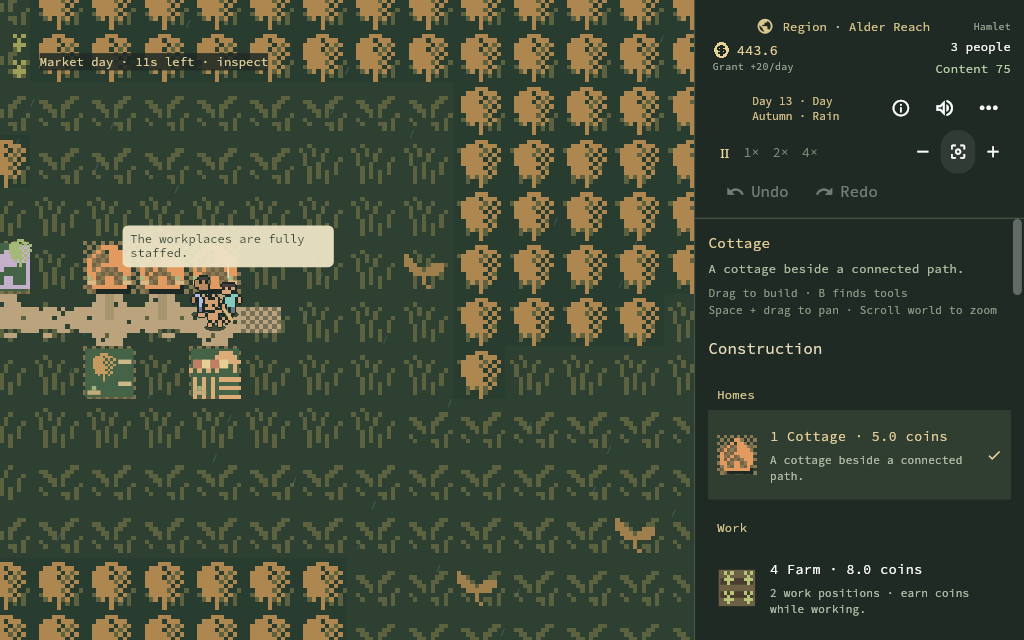 Market day · 11s left · inspect
The workplaces are fully
staffed.
Region · Alder Reach
Hamlet
443.6
3 people
Grant +20/day
Content 75
Day 13 · Day
Autumn · Rain
1× 2× 4×
Undo
Redo
Cottage
A cottage beside a connected path.
Drag to build · B finds tools
Space + drag to pan · Scroll world to zoom
Construction
Homes
1 Cottage · 5.0 coins
A cottage beside a connected
path.
Work
4 Farm · 8.0 coins
2 work positions · earn coins
while working.